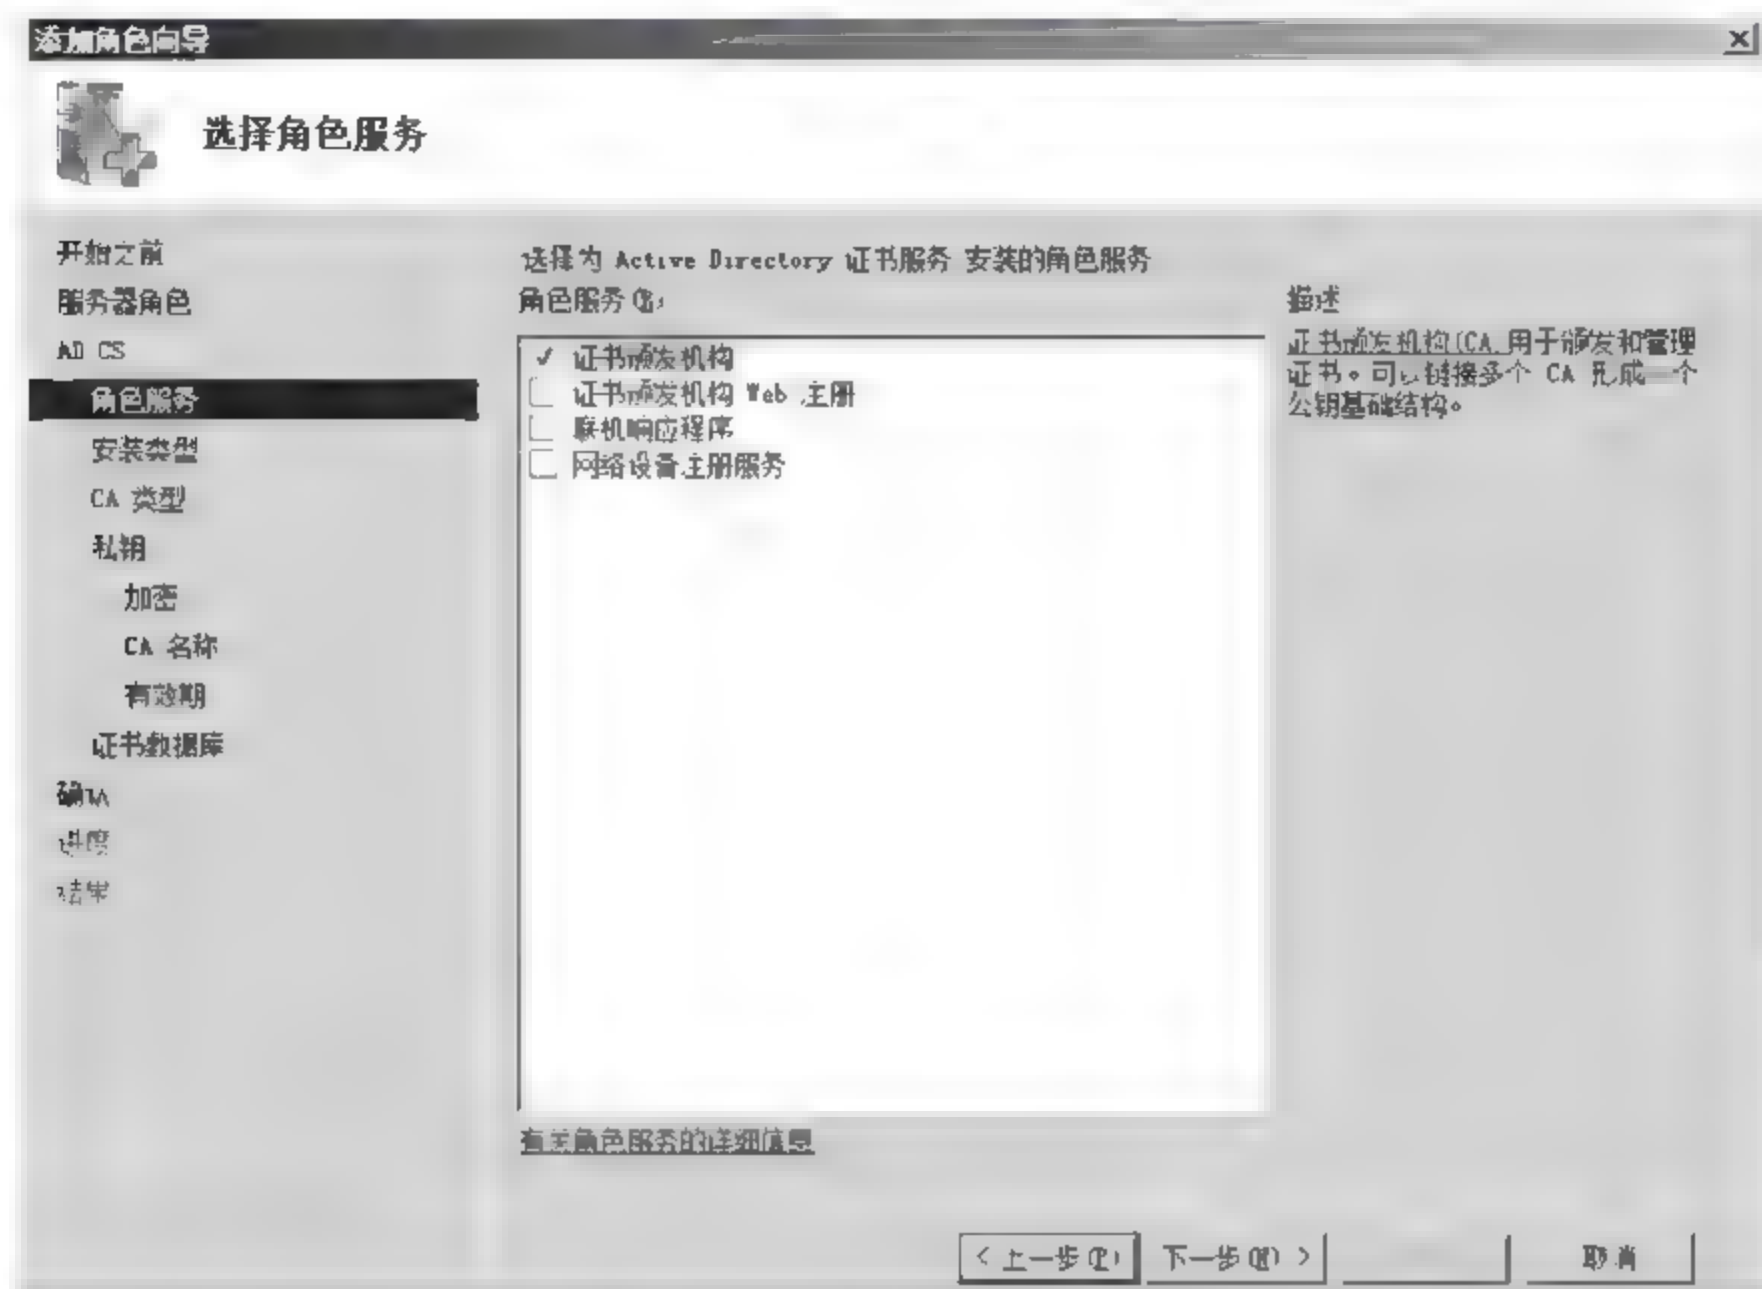 添加角色向导
选择角色服务
开始之前
服务器角色
AD CS
角色服务
安装类型
CA 类型
私钥
加密
CA 名称
有效期
证书数据库
确认
进度
结果
选择为 Active Directory 证书服务 安装的角色服务
角色服务(R):
证书颁发机构
证书颁发机构 Web 注册
联机响应程序
网络设备注册服务
有关角色服务的详细信息
描述
证书颁发机构(CA)用于颁发和管理
证书。可以链接多个 CA 形成一个
公钥基础结构。
< 上一步(P)
下一步(N) >
取消